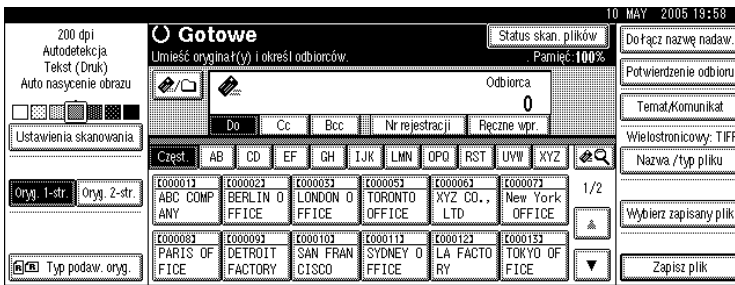 10 MAY 2005 19:58
200 dpi
Autodetekcja
Tekst (Druk)
Auto nasycenie obrazu
Ustawienia skanowania
Oryg. 1-str.
Oryg. 2-str.
Typ podaw. oryg.
Gotowe
Status skan. plików
Umieść oryginał(y) i określ odbiorców.
Pamięć:100%
Odbiorca
0
Do
Cc
Bcc
Nr rejestracji
Ręczne wpr.
Częst.
AB
CD
EF
GH
IJK
LMN
OPQ
RST
UVW
XYZ
[00001]
ABC COMP
ANY
[00002]
BERLIN O
FFICE
[00003]
LONDON O
FFICE
[00005]
TORONTO
OFFICE
[00006]
XYZ CO.,
LTD
[00007]
New York
OFFICE
1/2
[00008]
PARIS OF
FICE
[00009]
DETROIT
FACTORY
[00010]
SAN FRAN
CISCO
[00011]
SYDNEY O
FFICE
[00012]
LA FACTO
RY
[00013]
TOKYO OF
FICE
Dołącz nazwę nadaw.
Potwierdzenie odbioru
Temat/Komunikat
Wielostronicowy: TIFF
Nazwa /typ pliku
Wybierz zapisany plik
Zapisz plik